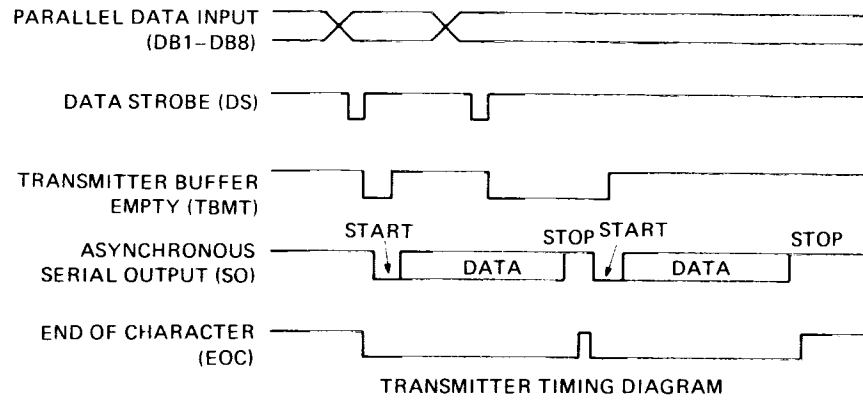 PARALLEL DATA INPUT
(DB1–DB8)
DATA STROBE (DS)
TRANSMITTER BUFFER
EMPTY (TBMT)
START
STOP
START
STOP
ASYNCHRONOUS
SERIAL OUTPUT (SO)
DATA
DATA
END OF CHARACTER
(EOC)
TRANSMITTER TIMING DIAGRAM